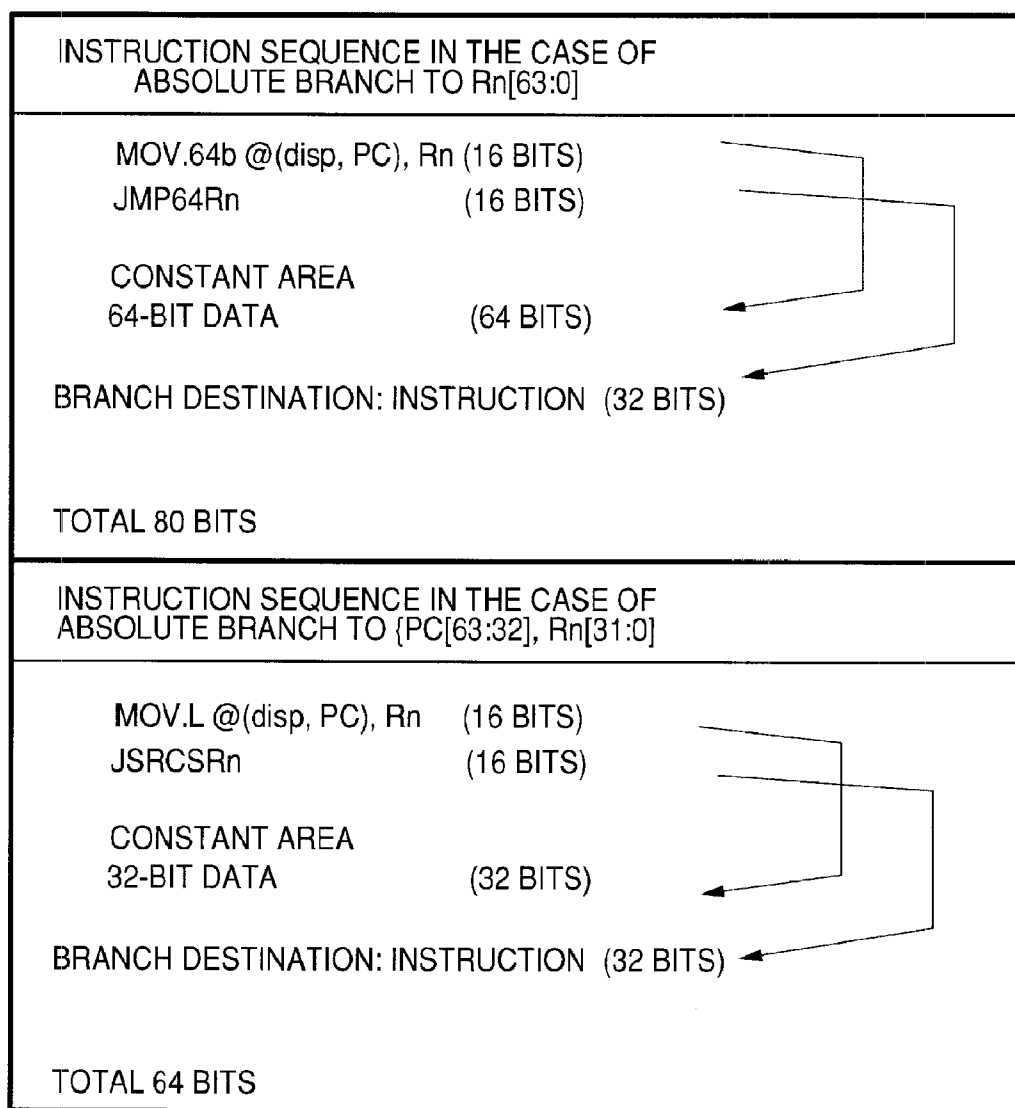 INSTRUCTION SEQUENCE IN THE CASE OF
ABSOLUTE BRANCH TO Rn[63:0]
MOV.64b @(disp, PC), Rn (16 BITS)
JMP64Rn (16 BITS)
CONSTANT AREA
64-BIT DATA (64 BITS)
BRANCH DESTINATION: INSTRUCTION (32 BITS)
TOTAL 80 BITS
INSTRUCTION SEQUENCE IN THE CASE OF
ABSOLUTE BRANCH TO {PC[63:32], Rn[31:0]
MOV.L @(disp, PC), Rn (16 BITS)
JSRCSRn (16 BITS)
CONSTANT AREA
32-BIT DATA (32 BITS)
BRANCH DESTINATION: INSTRUCTION (32 BITS)
TOTAL 64 BITS